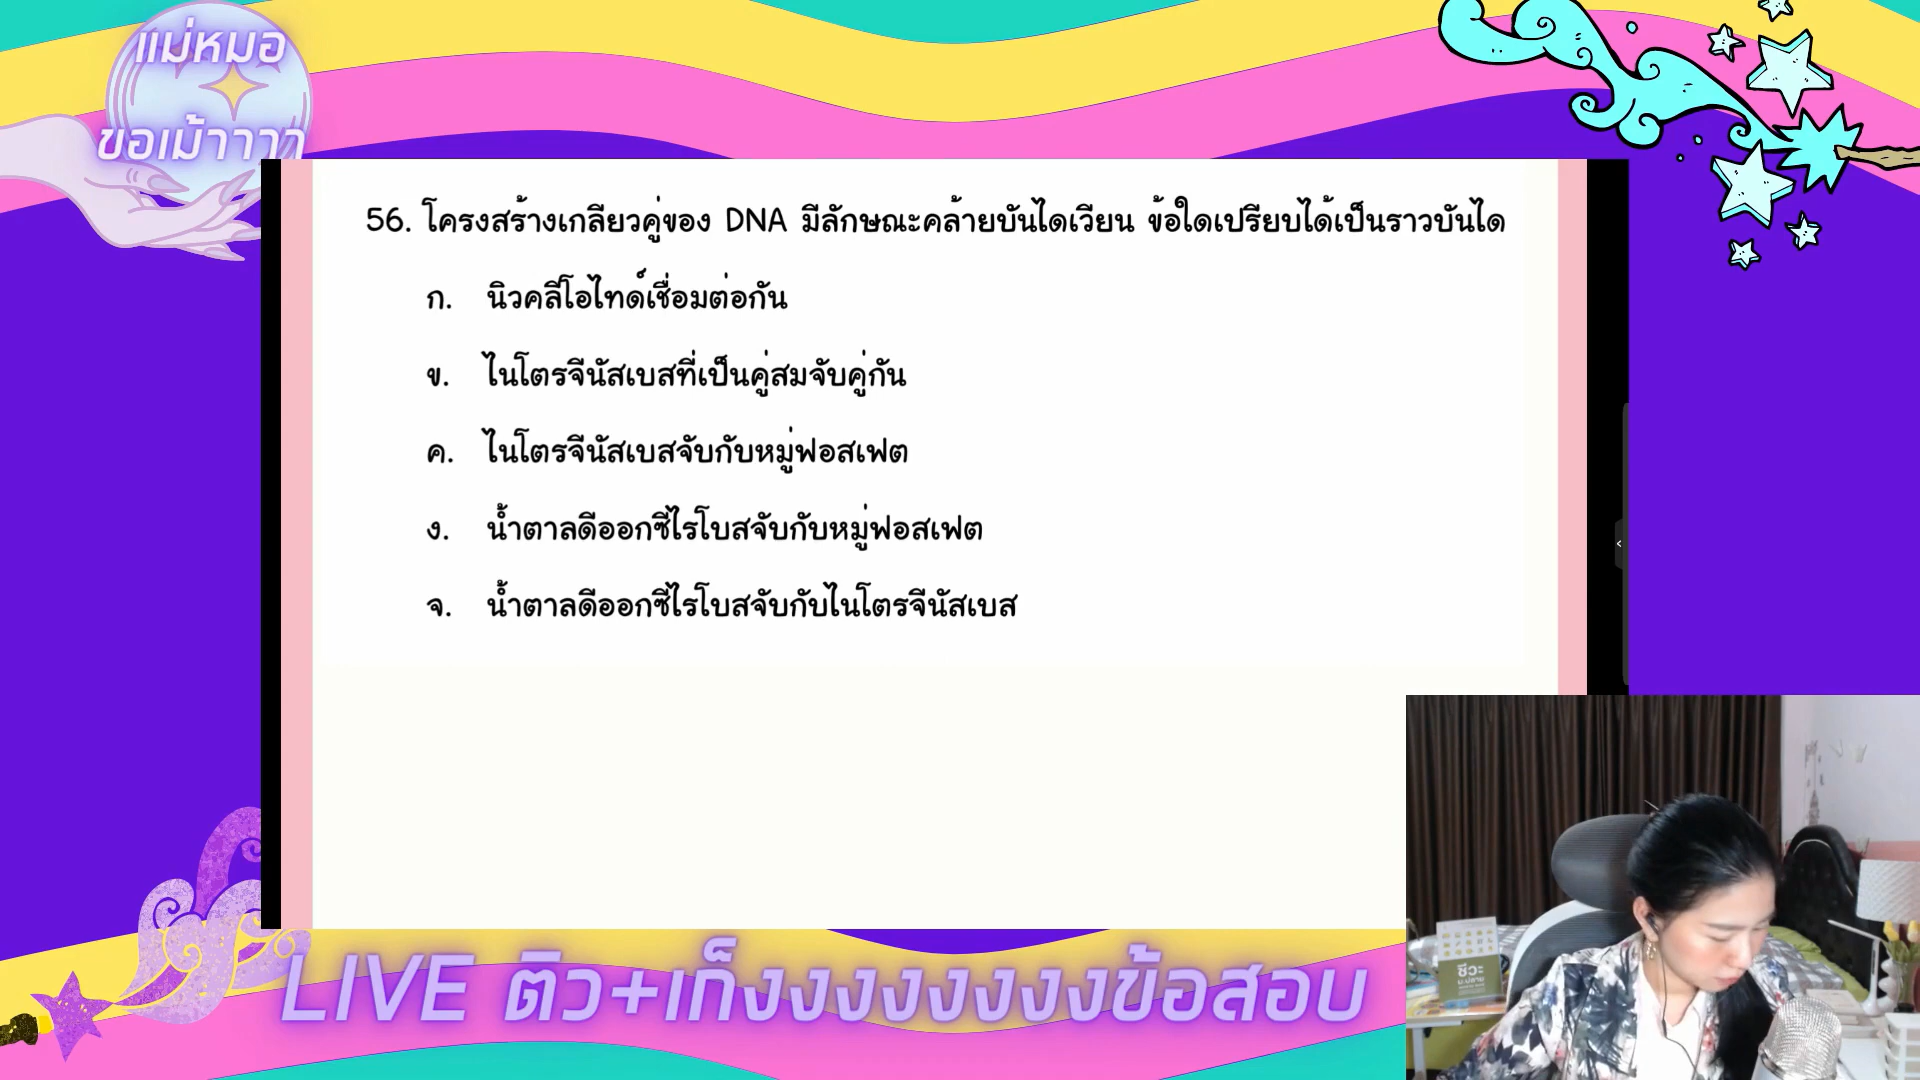 แม่หมอ
ขอเม้าาาา
56. โครงสร้างเกลียวคู่ของ DNA มีลักษณะคล้ายบันไดเวียน ข้อใดเปรียบได้เป็นราวบันได
ก. นิวคลีโอไทด์เชื่อมต่อกัน
ข. ไนโตรจีนัสเบสที่เป็นคู่สมจับคู่กัน
ค. ไนโตรจีนัสเบสจับกับหมู่ฟอสเฟต
ง. น้ำตาลดีออกซีไรโบสจับกับหมู่ฟอสเฟต
จ. น้ำตาลดีออกซีไรโบสจับกับไนโตรจีนัสเบส
ชีวะ
ม.ปลาย
LIVE ติว+เก็งงงงงงงงงข้อสอบ